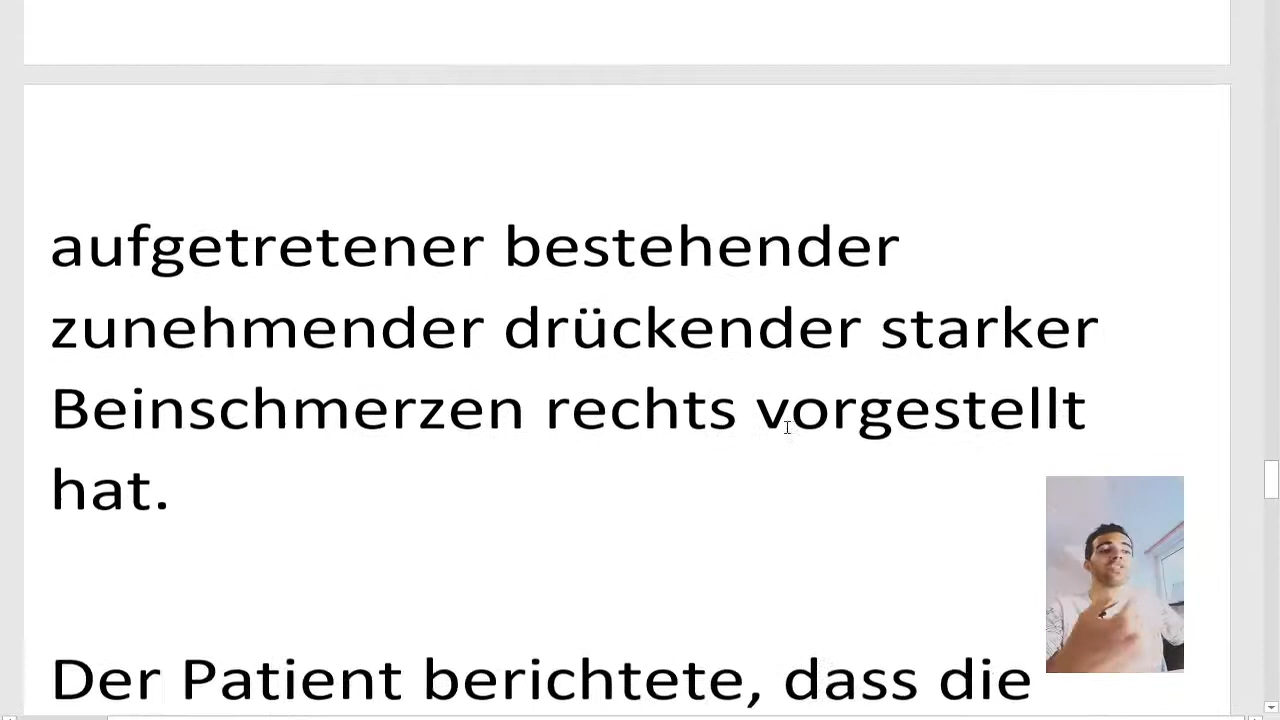 aufgetretener bestehender
zunehmender drückender starker
Beinschmerzen rechts vorgestellt
hat.
Der Patient berichtete, dass die